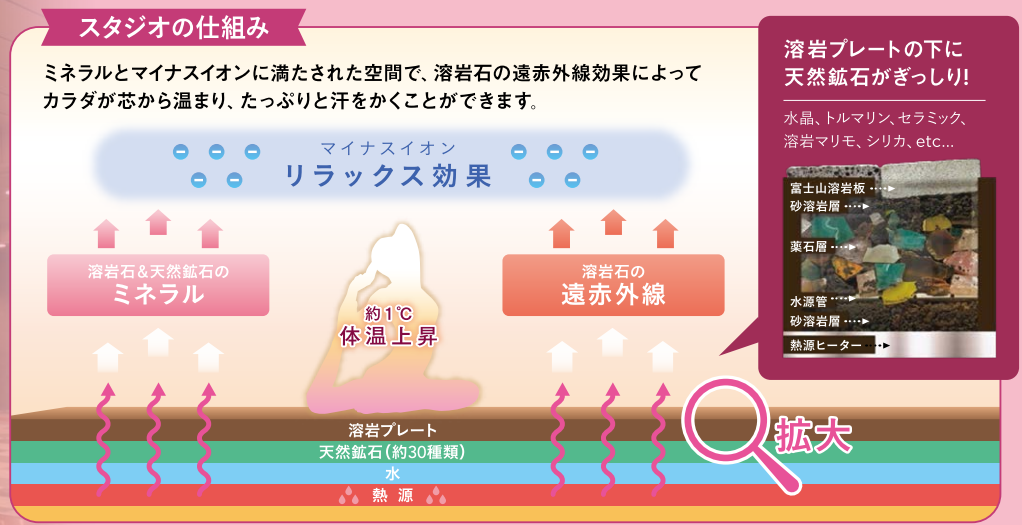 スタジオの仕組み
ミネラルとマイナスイオンに満たされた空間で、溶岩石の遠赤外線効果によって
カラダが芯から温まり、たっぷりと汗をかくことができます。
マイナスイオン
リラックス効果
溶岩石&天然鉱石の
ミネラル
溶岩石の
遠赤外線
約1℃
体温上昇
溶岩プレート
天然鉱石(約30種類)
水
熱源
拡大
溶岩プレートの下に
天然鉱石がぎっしり!
水晶、トルマリン、セラミック、
溶岩マリモ、シリカ、etc...
富士山溶岩板
砂溶岩層
薬石層
水源管
砂溶岩層
熱源ヒーター